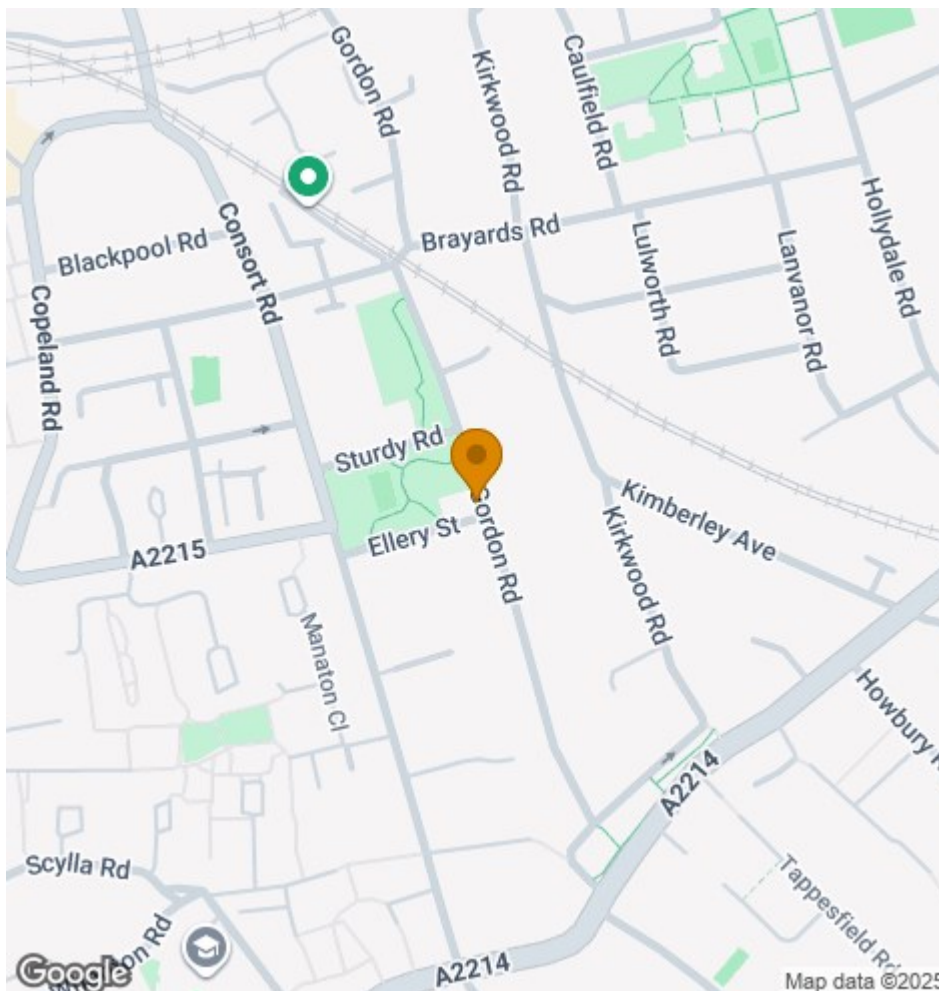 Gordon Rd
Kirkwood Rd
Caulfield Rd
Hollydale Rd
Blackpool Rd
Consort Rd
Brayards Rd
Lulworth Rd
Lanvanor Rd
Copeland Rd
Sturdy Rd
Kimberley Ave
Gordon Rd
Kirkwood Rd
Ellery St
A2215
Manaton Cl
Howbury R
A2214
Scylla Rd
Tappesfield Rd
Rd
A2214
Google
Map data ©2025